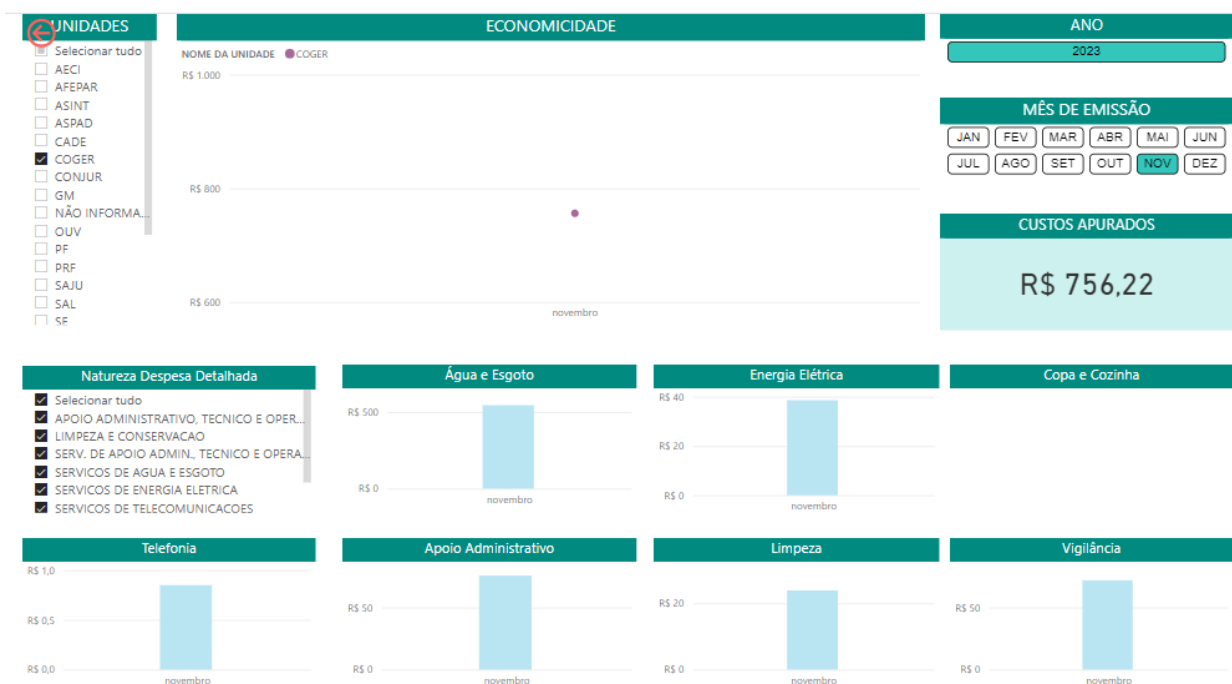 UNIDADES
Selecionar tudo
AECI
AFEPAR
ASINT
ASPAD
CADE
COGER
CONJUR
GM
NÃO INFORMA...
OUV
PF
PRF
SAJU
SAL
SE
ECONOMICIDADE
NOME DA UNIDADE COGER
R$ 1.000
R$ 800
R$ 600
novembro
ANO
2023
MÊS DE EMISSÃO
JAN FEV MAR ABR MAI JUN
JUL AGO SET OUT NOV DEZ
CUSTOS APURADOS
R$ 756,22
Natureza Despesa Detalhada
Selecionar tudo
APOIO ADMINISTRATIVO, TECNICO E OPER...
LIMPEZA E CONSERVACAO
SERV. DE APOIO ADMIN., TECNICO E OPERA...
SERVICOS DE AGUA E ESGOTO
SERVICOS DE ENERGIA ELETRICA
SERVICOS DE TELECOMUNICACOES
Água e Esgoto
R$ 500
R$ 0
novembro
Energia Elétrica
R$ 40
R$ 20
R$ 0
novembro
Copa e Cozinha
Telefonia
R$ 1,0
R$ 0,5
R$ 0,0
novembro
Apoio Administrativo
R$ 50
R$ 0
novembro
Limpeza
R$ 20
R$ 0
novembro
Vigilância
R$ 50
R$ 0
novembro